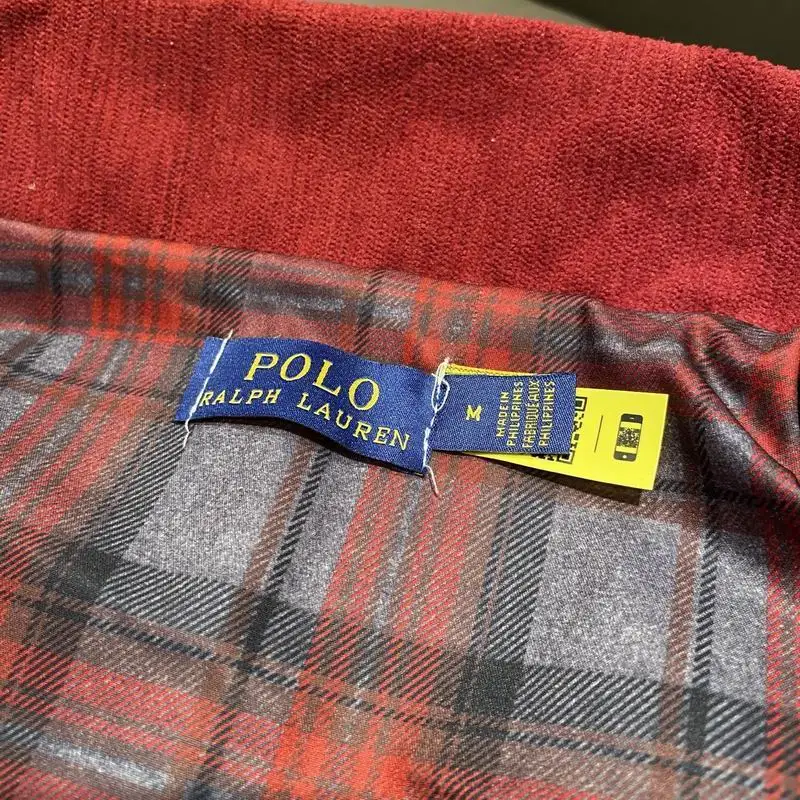 POLO
RALPH LAUREN
M
MADE IN
PHILIPPINES
FABRIQUÉ AUX
PHILIPPINES